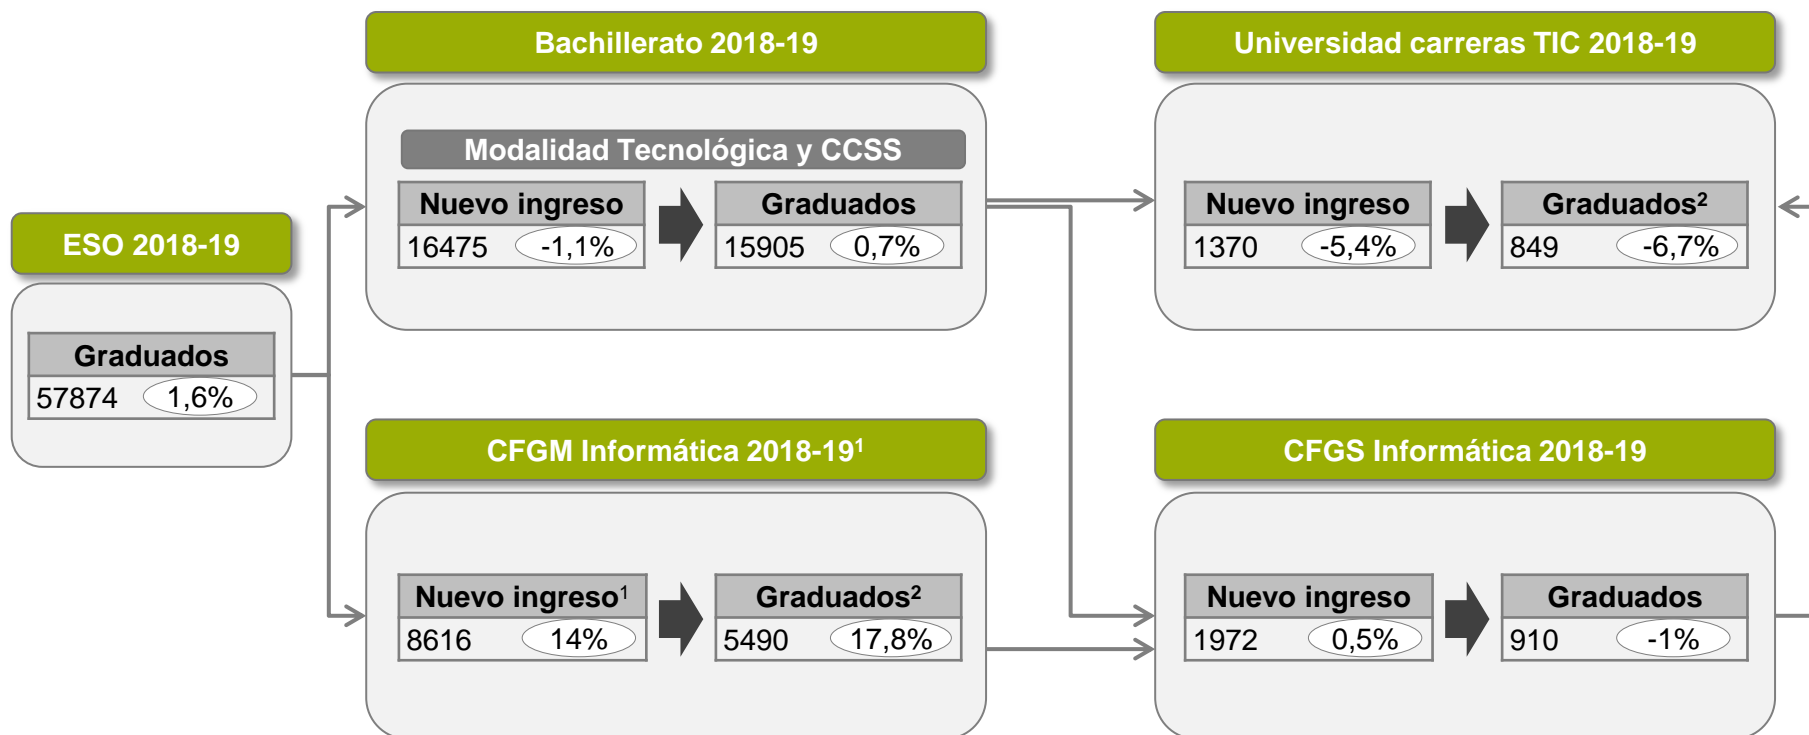 ESO 2018-19
Graduados
57874 1,6%
Bachillerato 2018-19
Modalidad Tecnológica y CCSS
Nuevo ingreso
16475 -1,1%
Graduados
15905 0,7%
CFGM Informática 2018-19¹
Nuevo ingreso¹
8616 14%
Graduados²
5490 17,8%
Universidad carreras TIC 2018-19
Nuevo ingreso
1370 -5,4%
Graduados²
849 -6,7%
CFGS Informática 2018-19
Nuevo ingreso
1972 0,5%
Graduados
910 -1%